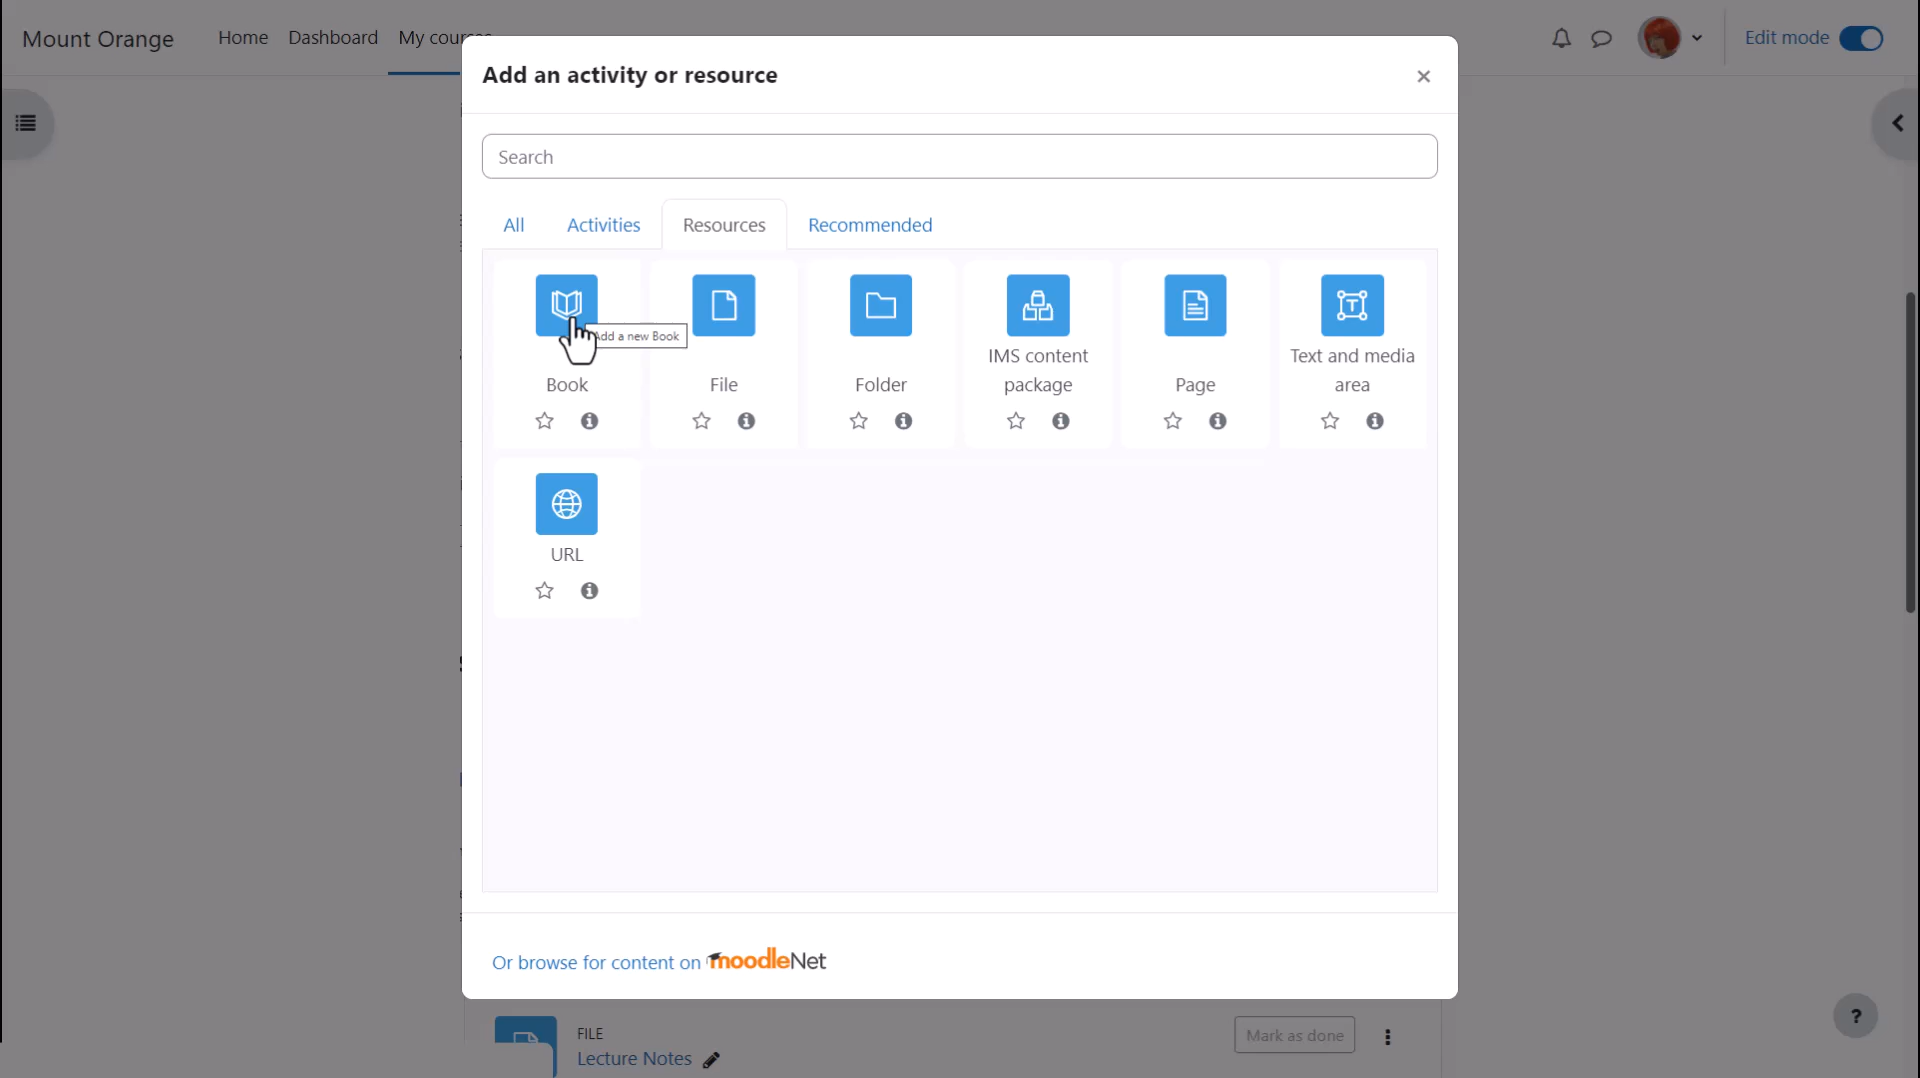 Mount Orange
Home
Dashboard
My courses
Edit mode
Add an activity or resource
Search
All
Activities
Resources
Recommended
Add a new Book
Book
File
Folder
IMS content
package
Page
Text and media
area
URL
Or browse for content on moodleNet
FILE
Lecture Notes
Mark as done
?